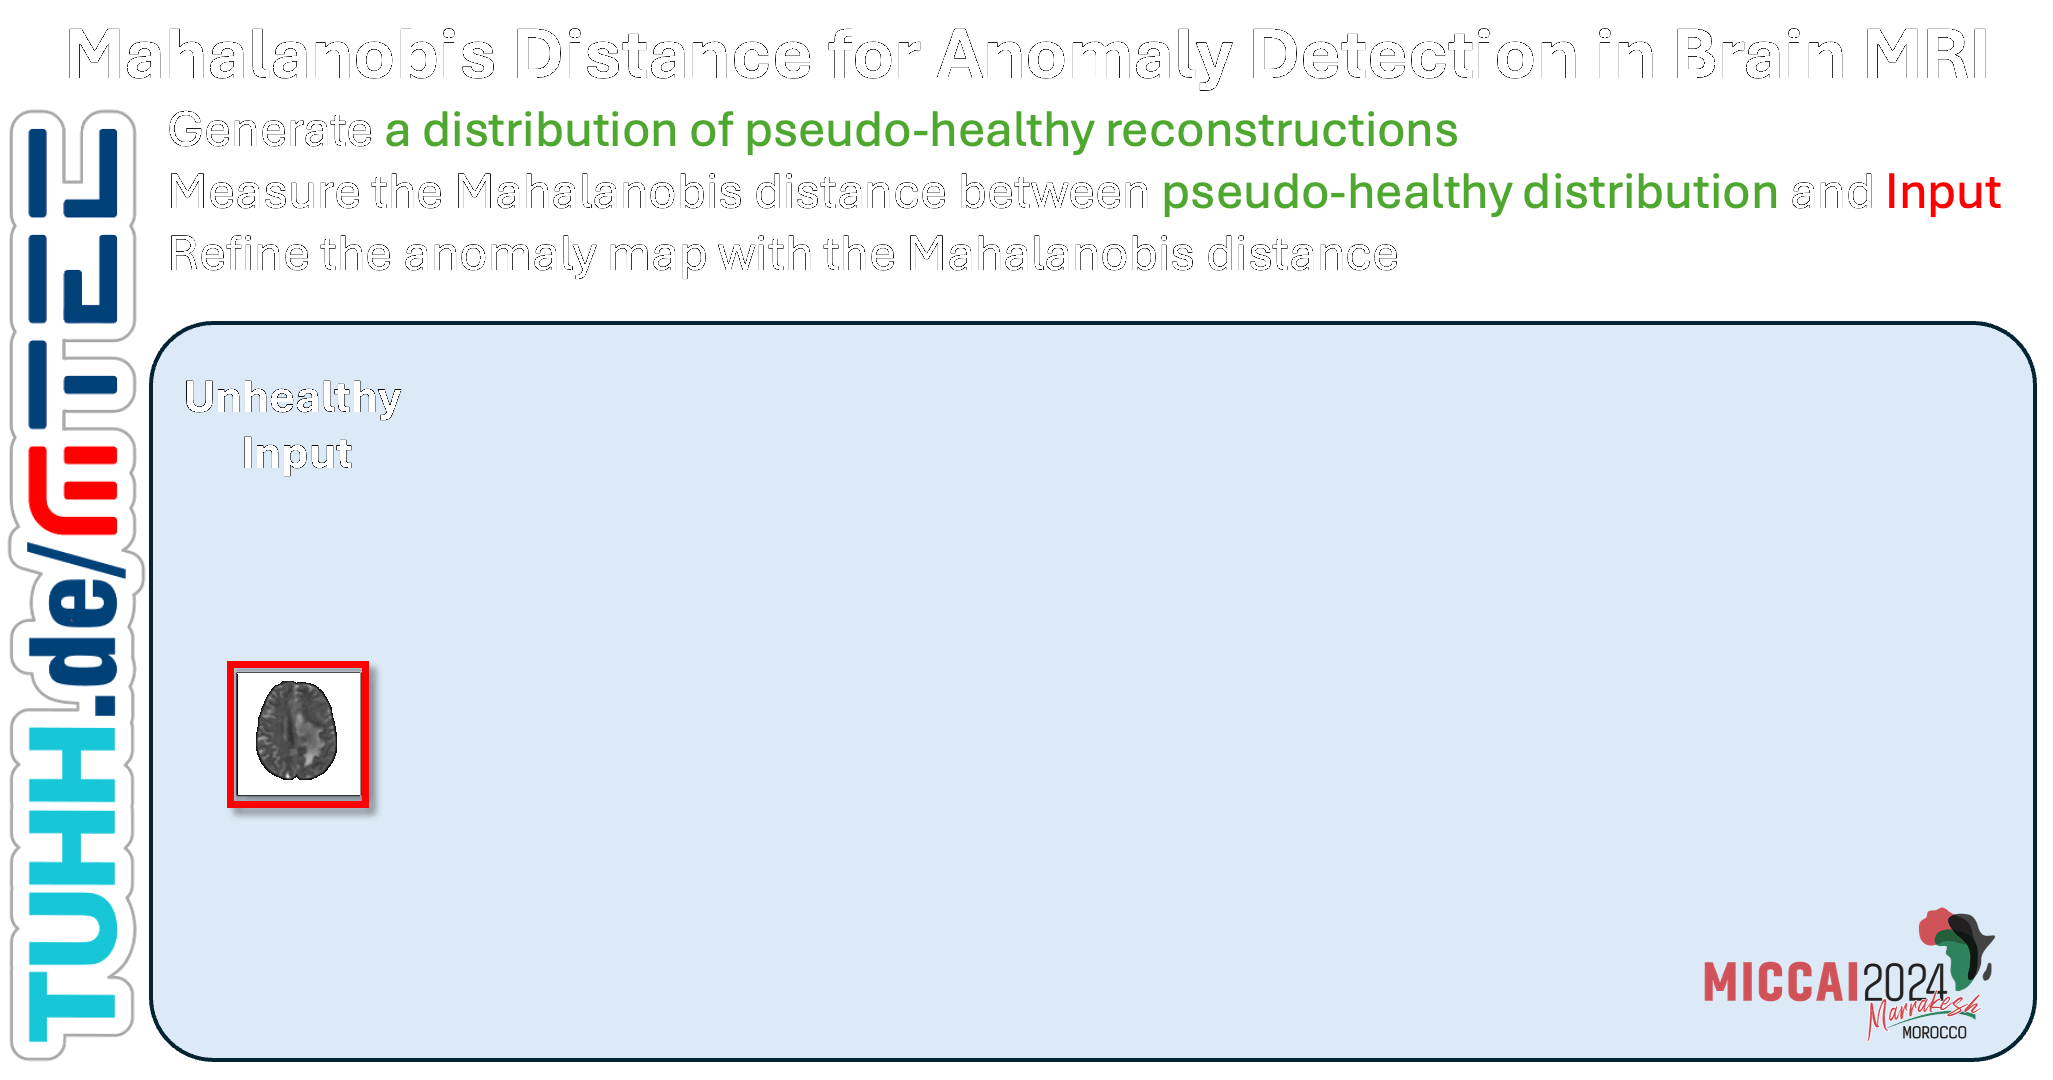 Mahalanobis Distance for Anomaly Detection in Brain MRI
Generate a distribution of pseudo-healthy reconstructions
Measure the Mahalanobis distance between pseudo-healthy distribution and Input
Refine the anomaly map with the Mahalanobis distance
TUHH.de/MTEC
Unhealthy
Input
MICCAI2024
Marrakesh
MOROCCO